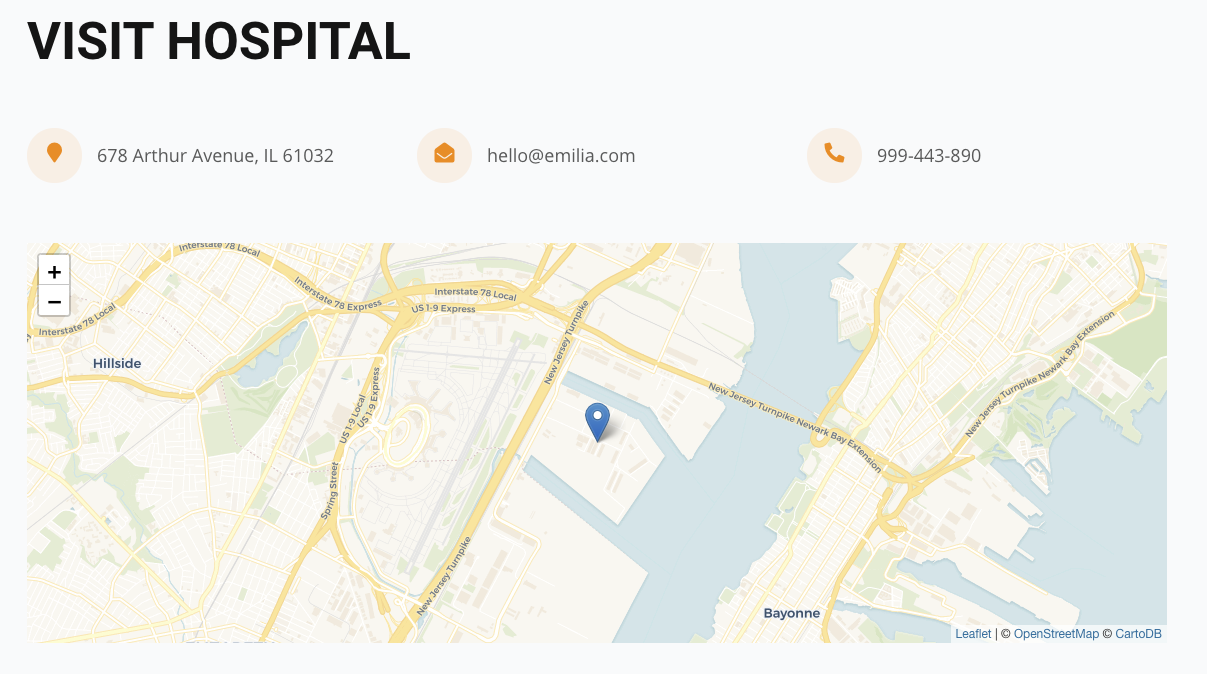 VISIT HOSPITAL
678 Arthur Avenue, IL 61032
hello@emilia.com
999-443-890
+
−
Interstate 78 Local
Interstate 78 Express
Interstate 78 Local
Interstate 78 Local
US 1-9 Express
New Jersey Turnpike
Hillside
US 1-9 Express
US 1-9 Local
New Jersey Turnpike Newark Bay Extension
New Jersey Turnpike Newark Bay Extension
Spring Street
New Jersey Turnpike
Bayonne
Leaflet | © OpenStreetMap © CartoDB